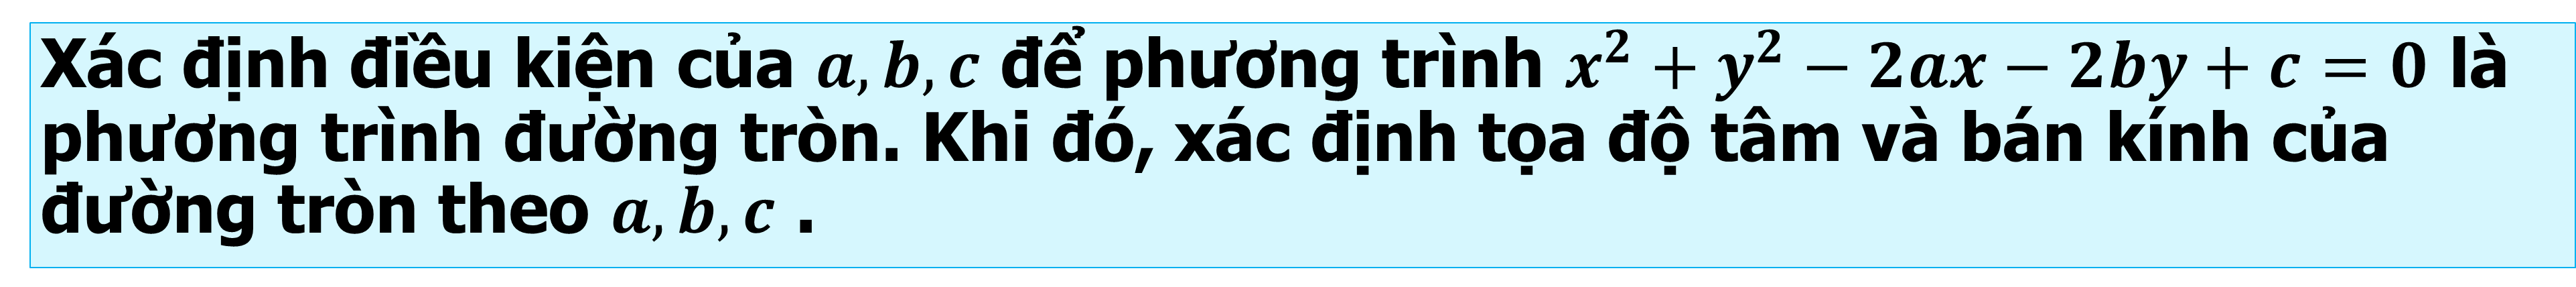 Xác định điều kiện của a, b, c để phương trình x² + y² − 2ax − 2by + c = 0 là
phương trình đường tròn. Khi đó, xác định tọa độ tâm và bán kính của
đường tròn theo a, b, c .